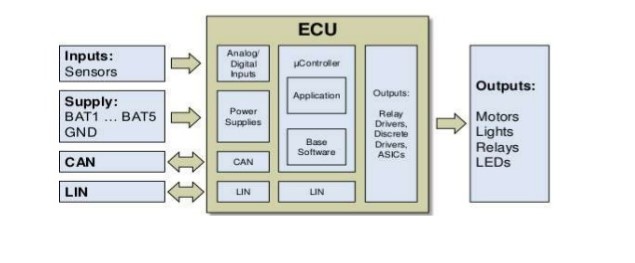 ECU
Inputs:
Sensors
Supply:
BAT1 ... BAT5
GND
CAN
LIN
Analog/
Digital
Inputs
Power
Supplies
CAN
LIN
µController
Application
Base
Software
LIN
Outputs:
Relay
Drivers,
Discrete
Drivers,
ASICs
Outputs:
Motors
Lights
Relays
LEDs